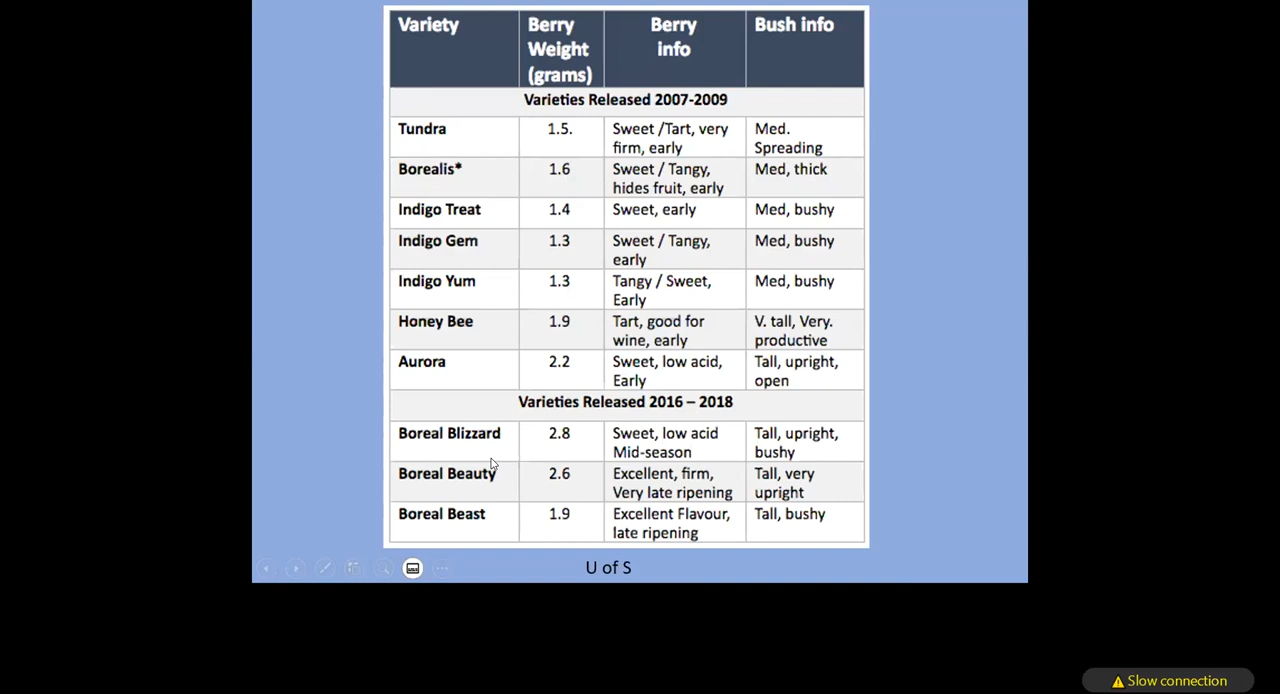 Variety Berry Weight (grams) Berry info Bush info
Varieties Released 2007-2009
Tundra 1.5. Sweet /Tart, very Med.
firm, early Spreading
Borealis* 1.6 Sweet / Tangy, Med, thick
hides fruit, early
Indigo Treat 1.4 Sweet, early Med, bushy
Indigo Gem 1.3 Sweet / Tangy, Med, bushy
early
Indigo Yum 1.3 Tangy / Sweet, Med, bushy
Early
Honey Bee 1.9 Tart, good for V. tall, Very.
wine, early productive
Aurora 2.2 Sweet, low acid, Tall, upright,
Early open
Varieties Released 2016 – 2018
Boreal Blizzard 2.8 Sweet, low acid Tall, upright,
Mid-season bushy
Boreal Beauty 2.6 Excellent, firm, Tall, very
Very late ripening upright
Boreal Beast 1.9 Excellent Flavour, Tall, bushy
late ripening
U of S
Slow connection